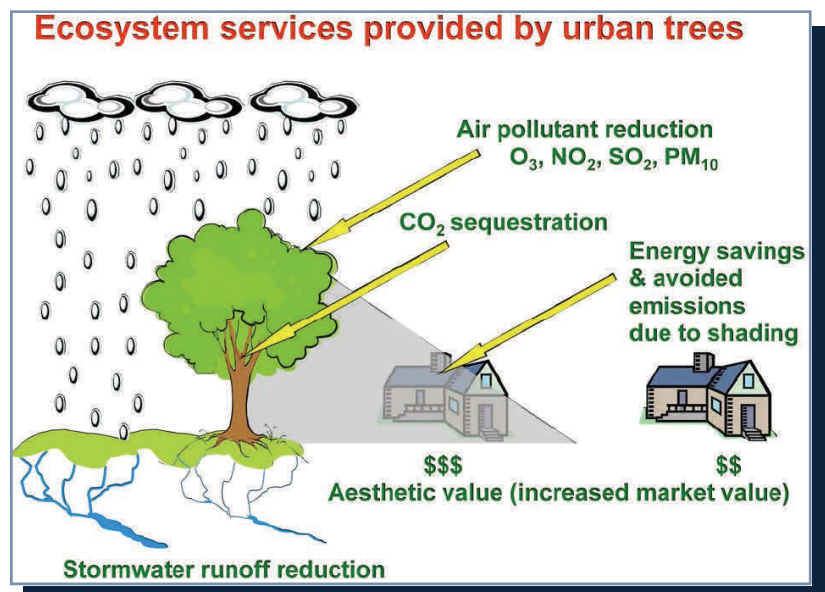 Ecosystem services provided by urban trees
Air pollutant reduction
O₃, NO₂, SO₂, PM₁₀
CO₂ sequestration
Energy savings
& avoided
emissions
due to shading
$$$
$$
Aesthetic value (increased market value)
Stormwater runoff reduction